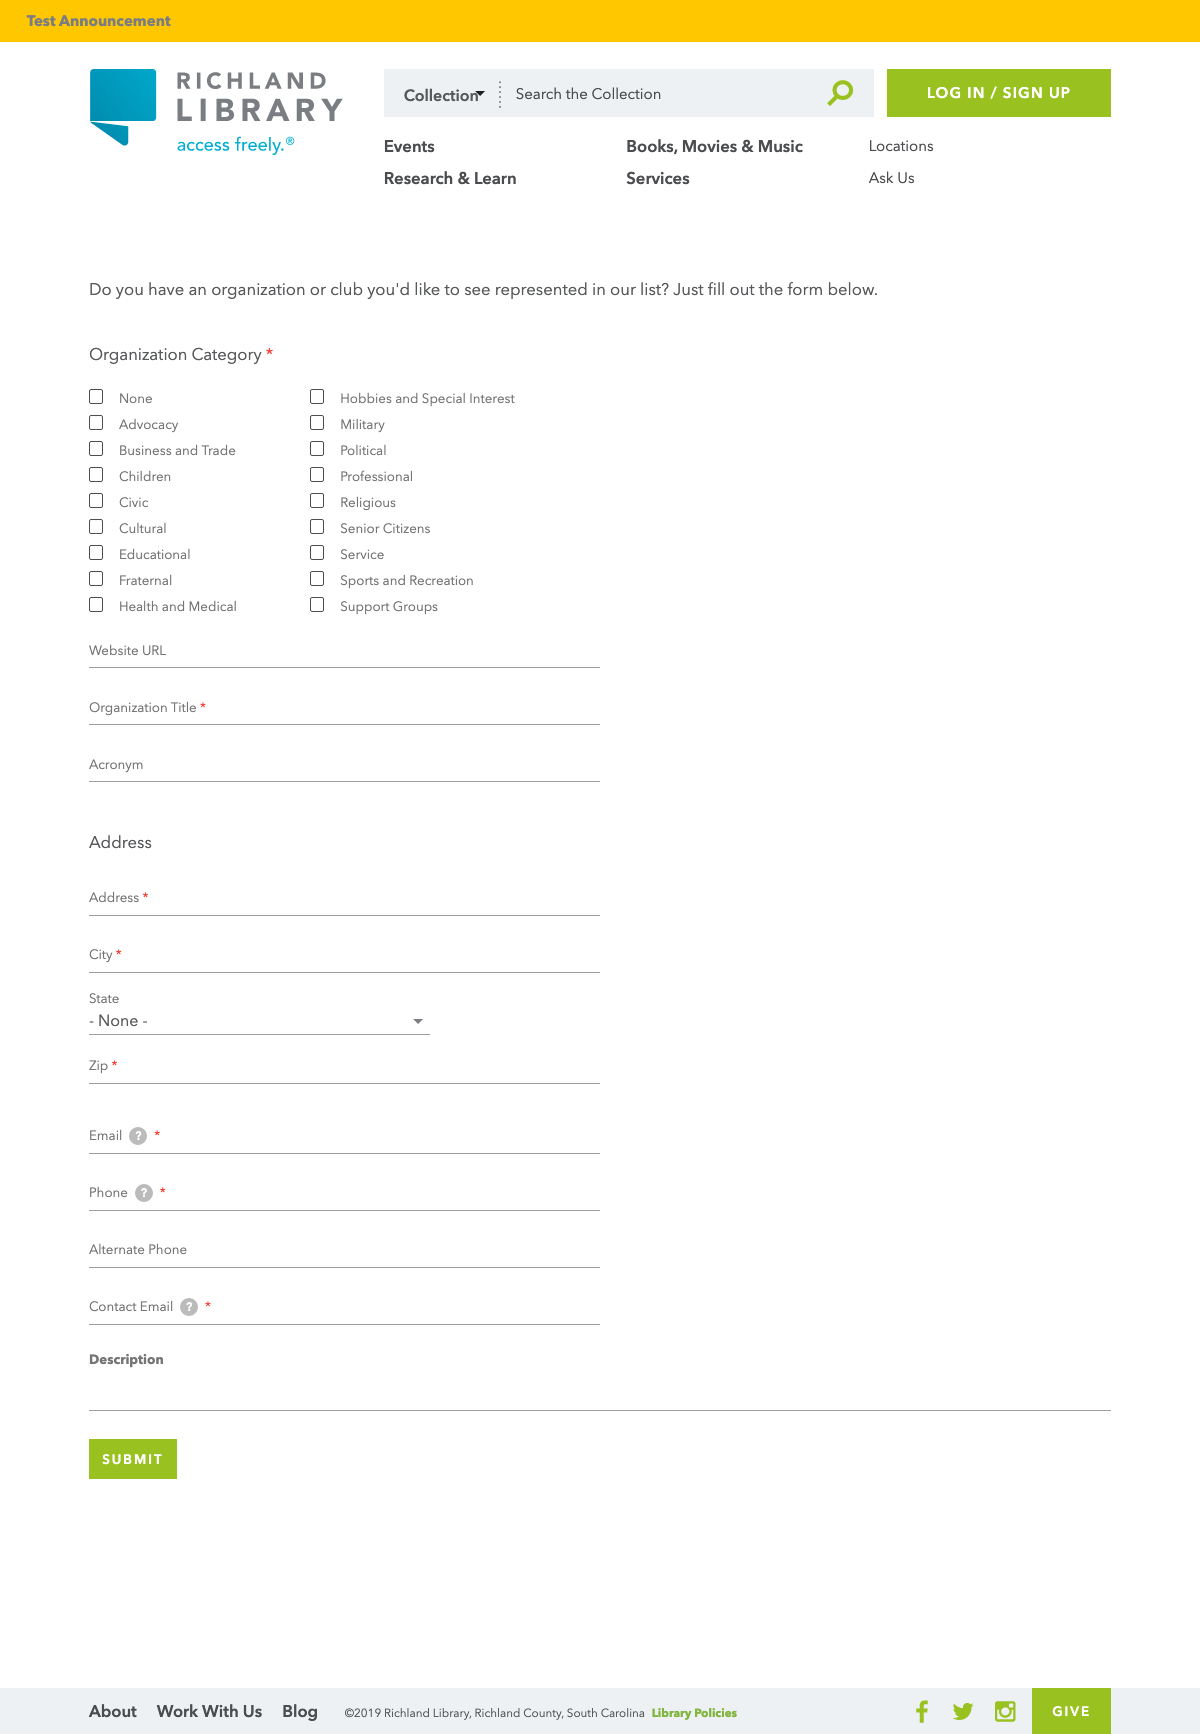 Test Announcement
RICHLAND
LIBRARY
access freely.®
Collection
Search the Collection
LOG IN / SIGN UP
Events
Books, Movies & Music
Locations
Research & Learn
Services
Ask Us
Do you have an organization or club you'd like to see represented in our list? Just fill out the form below.
Organization Category *
None
Advocacy
Business and Trade
Children
Civic
Cultural
Educational
Fraternal
Health and Medical
Hobbies and Special Interest
Military
Political
Professional
Religious
Senior Citizens
Service
Sports and Recreation
Support Groups
Website URL
Organization Title *
Acronym
Address
Address *
City *
State
- None -
Zip *
Email ? *
Phone ? *
Alternate Phone
Contact Email ? *
Description
SUBMIT
About Work With Us Blog ©2019 Richland Library, Richland County, South Carolina Library Policies
GIVE